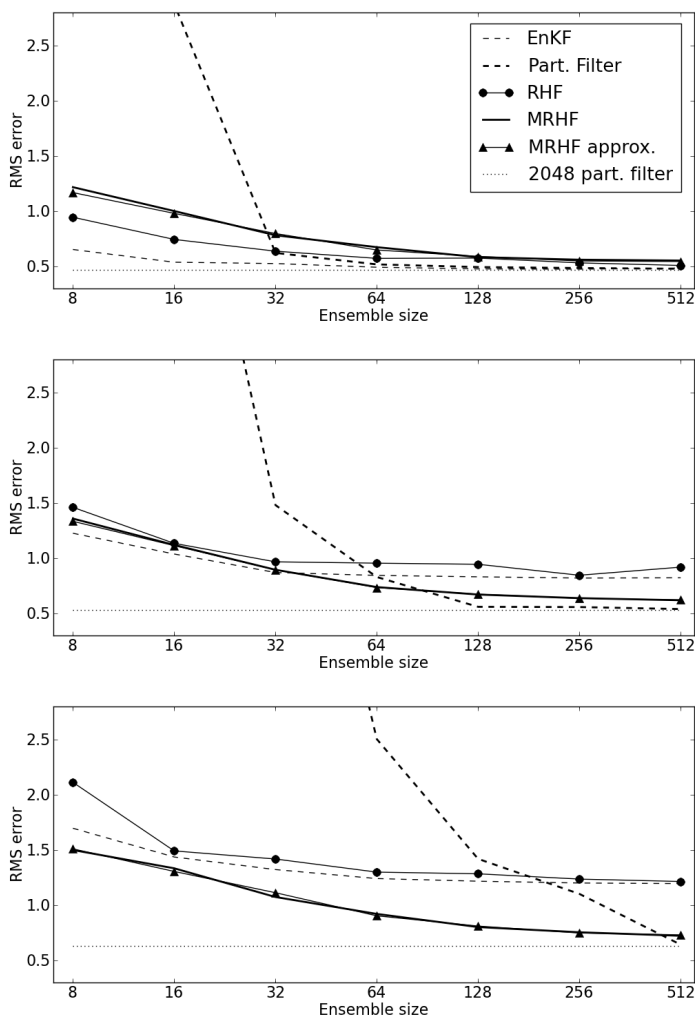 2.5
2.0
1.5
1.0
0.5
RMS error
EnKF
Part. Filter
RHF
MRHF
MRHF approx.
2048 part. filter
8 16 32 64 128 256 512
Ensemble size
2.5
2.0
1.5
1.0
0.5
RMS error
8 16 32 64 128 256 512
Ensemble size
2.5
2.0
1.5
1.0
0.5
RMS error
8 16 32 64 128 256 512
Ensemble size